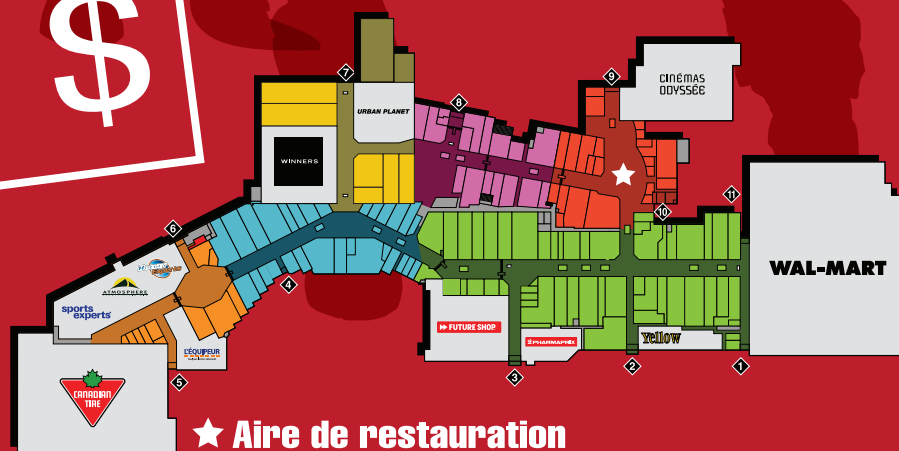 $
CINÉMAS
ODYSSÉE
9
7
URBAN PLANET
8
WINNERS
11
10
6
WAL-MART
ATMOSPHERE
4
sports
experts
FUTURE SHOP
PHARMAPRIX
Yellow
L'ÉQUIPEUR
CANADIAN
TIRE
5
3
2
1
Aire de restauration